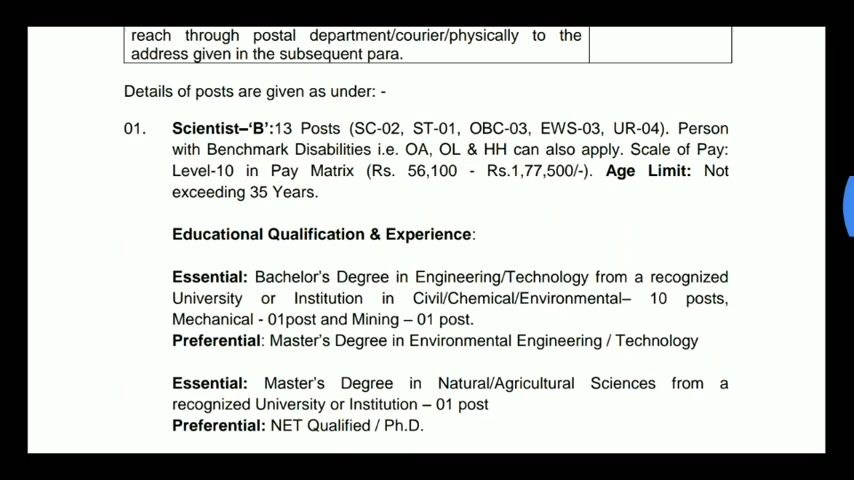 reach through postal department/courier/physically to the
address given in the subsequent para.
Details of posts are given as under: -
01. Scientist–‘B’:13 Posts (SC-02, ST-01, OBC-03, EWS-03, UR-04). Person
with Benchmark Disabilities i.e. OA, OL & HH can also apply. Scale of Pay:
Level-10 in Pay Matrix (Rs. 56,100 - Rs.1,77,500/-). Age Limit: Not
exceeding 35 Years.
Educational Qualification & Experience:
Essential: Bachelor’s Degree in Engineering/Technology from a recognized
University or Institution in Civil/Chemical/Environmental– 10 posts,
Mechanical - 01post and Mining – 01 post.
Preferential: Master’s Degree in Environmental Engineering / Technology
Essential: Master’s Degree in Natural/Agricultural Sciences from a
recognized University or Institution – 01 post
Preferential: NET Qualified / Ph.D.